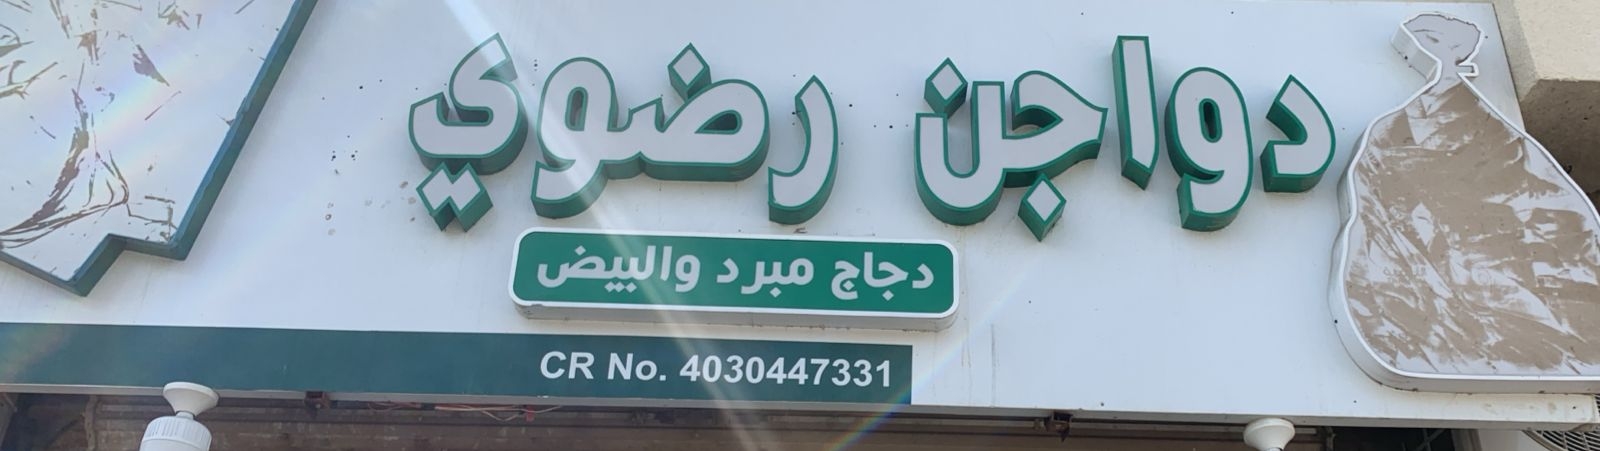 دواجن رضوي
دجاج مبرد والبيض
CR No. 4030447331